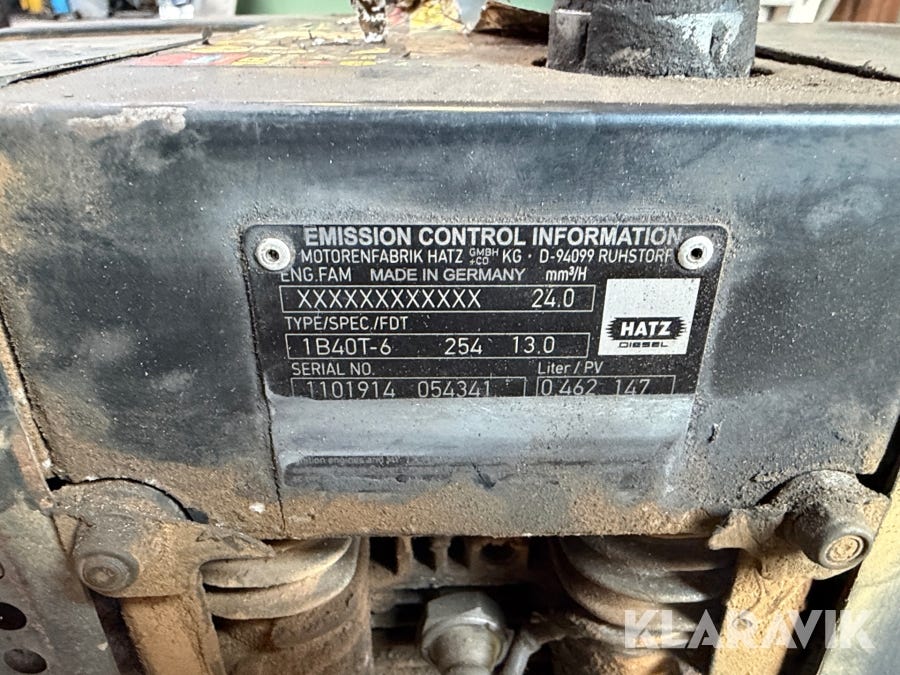 EMISSION CONTROL INFORMATION
MOTORENFABRIK HATZ GMBH +CO KG · D-94099 RUHSTORF
ENG.FAM MADE IN GERMANY mm³/H
XXXXXXXXXXXX 24.0
TYPE/SPEC./FDT
1B40T-6 254 13.0
HATZ
DIESEL
SERIAL NO. Liter / PV
1101914 054341 0.462 147
engines and
KLARAVIK